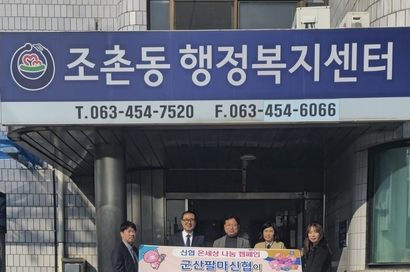 조촌동 행정복지센터
T. 063-454-7520 F. 063-454-6066
신협 온세상 나눔 캠페인
군산팔마신협이